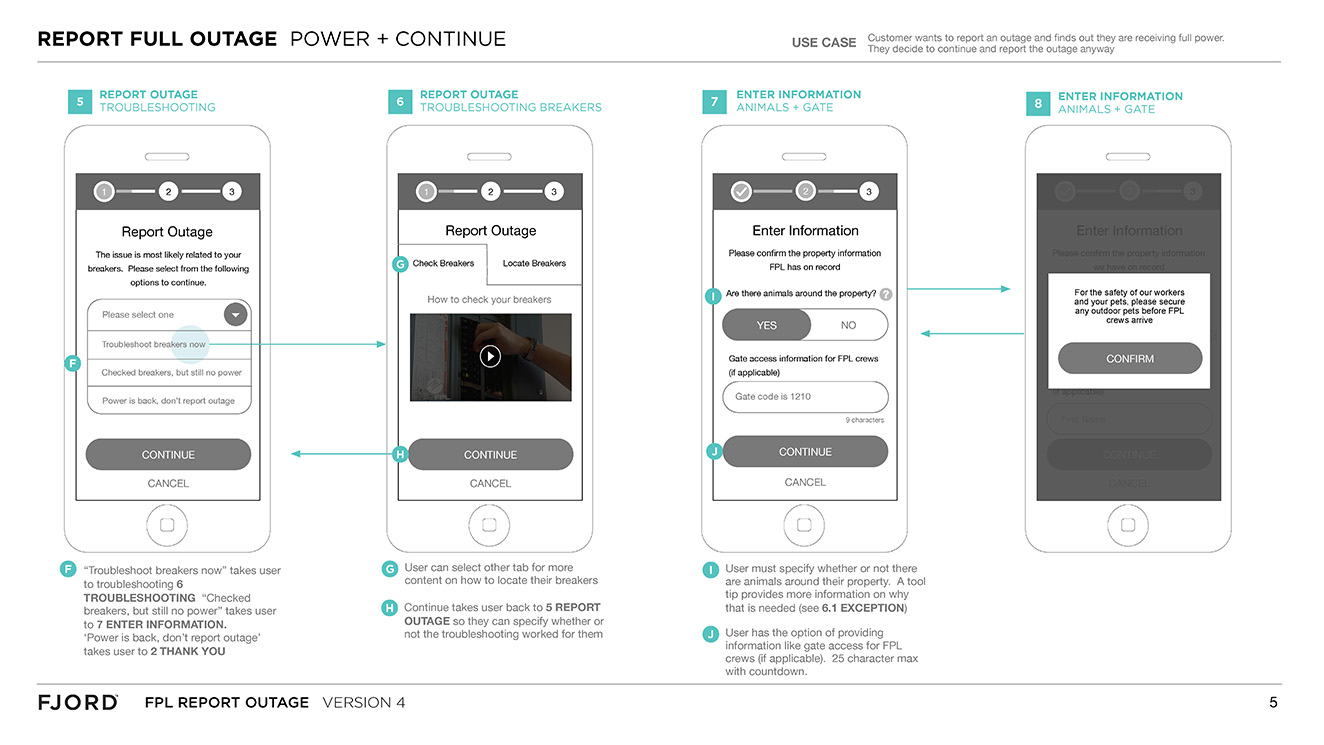 REPORT FULL OUTAGE POWER + CONTINUE
USE CASE Customer wants to report an outage and finds out they are receiving full power.
They decide to continue and report the outage anyway
5 REPORT OUTAGE
TROUBLESHOOTING
1 2 3
Report Outage
The issue is most likely related to your
breakers. Please select from the following
options to continue.
Please select one
Troubleshoot breakers now
F
Checked breakers, but still no power
Power is back, don't report outage
CONTINUE
CANCEL
F "Troubleshoot breakers now" takes user
to troubleshooting 6
TROUBLESHOOTING "Checked
breakers, but still no power" takes user
to 7 ENTER INFORMATION.
'Power is back, don't report outage'
takes user to 2 THANK YOU
6 REPORT OUTAGE
TROUBLESHOOTING BREAKERS
1 2 3
Report Outage
G Check Breakers Locate Breakers
How to check your breakers
H CONTINUE
CANCEL
G User can select other tab for more
content on how to locate their breakers
H Continue takes user back to 5 REPORT
OUTAGE so they can specify whether or
not the troubleshooting worked for them
7 ENTER INFORMATION
ANIMALS + GATE
2 3
Enter Information
Please confirm the property information
FPL has on record
I Are there animals around the property? ?
YES NO
Gate access information for FPL crews
(if applicable)
Gate code is 1210
9 characters
J CONTINUE
CANCEL
I User must specify whether or not there
are animals around their property. A tool
tip provides more information on why
that is needed (see 6.1 EXCEPTION)
J User has the option of providing
information like gate access for FPL
crews (if applicable). 25 character max
with countdown.
8 ENTER INFORMATION
ANIMALS + GATE
3
Enter Information
Please confirm the property information
we have on record
For the safety of our workers
and your pets, please secure
any outdoor pets before FPL
crews arrive
CONFIRM
(if applicable)
First Name
CONTINUE
CANCEL
FJORD™ FPL REPORT OUTAGE VERSION 4
5